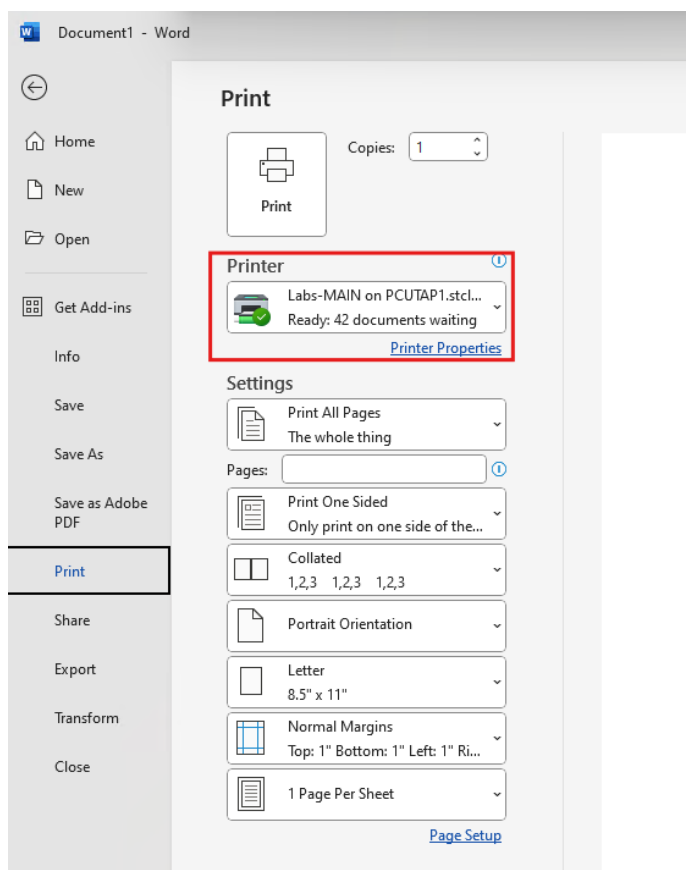 Document1 - Word
Print
Home
New
Open
Get Add-ins
Info
Save
Save As
Save as Adobe
PDF
Print
Share
Export
Transform
Close
Copies: 1
Print
Printer
Labs-MAIN on PCUTAP1.stcl...
Ready: 42 documents waiting
Printer Properties
Settings
Print All Pages
The whole thing
Pages:
Print One Sided
Only print on one side of the...
Collated
1,2,3 1,2,3 1,2,3
Portrait Orientation
Letter
8.5" x 11"
Normal Margins
Top: 1" Bottom: 1" Left: 1" Ri...
1 Page Per Sheet
Page Setup